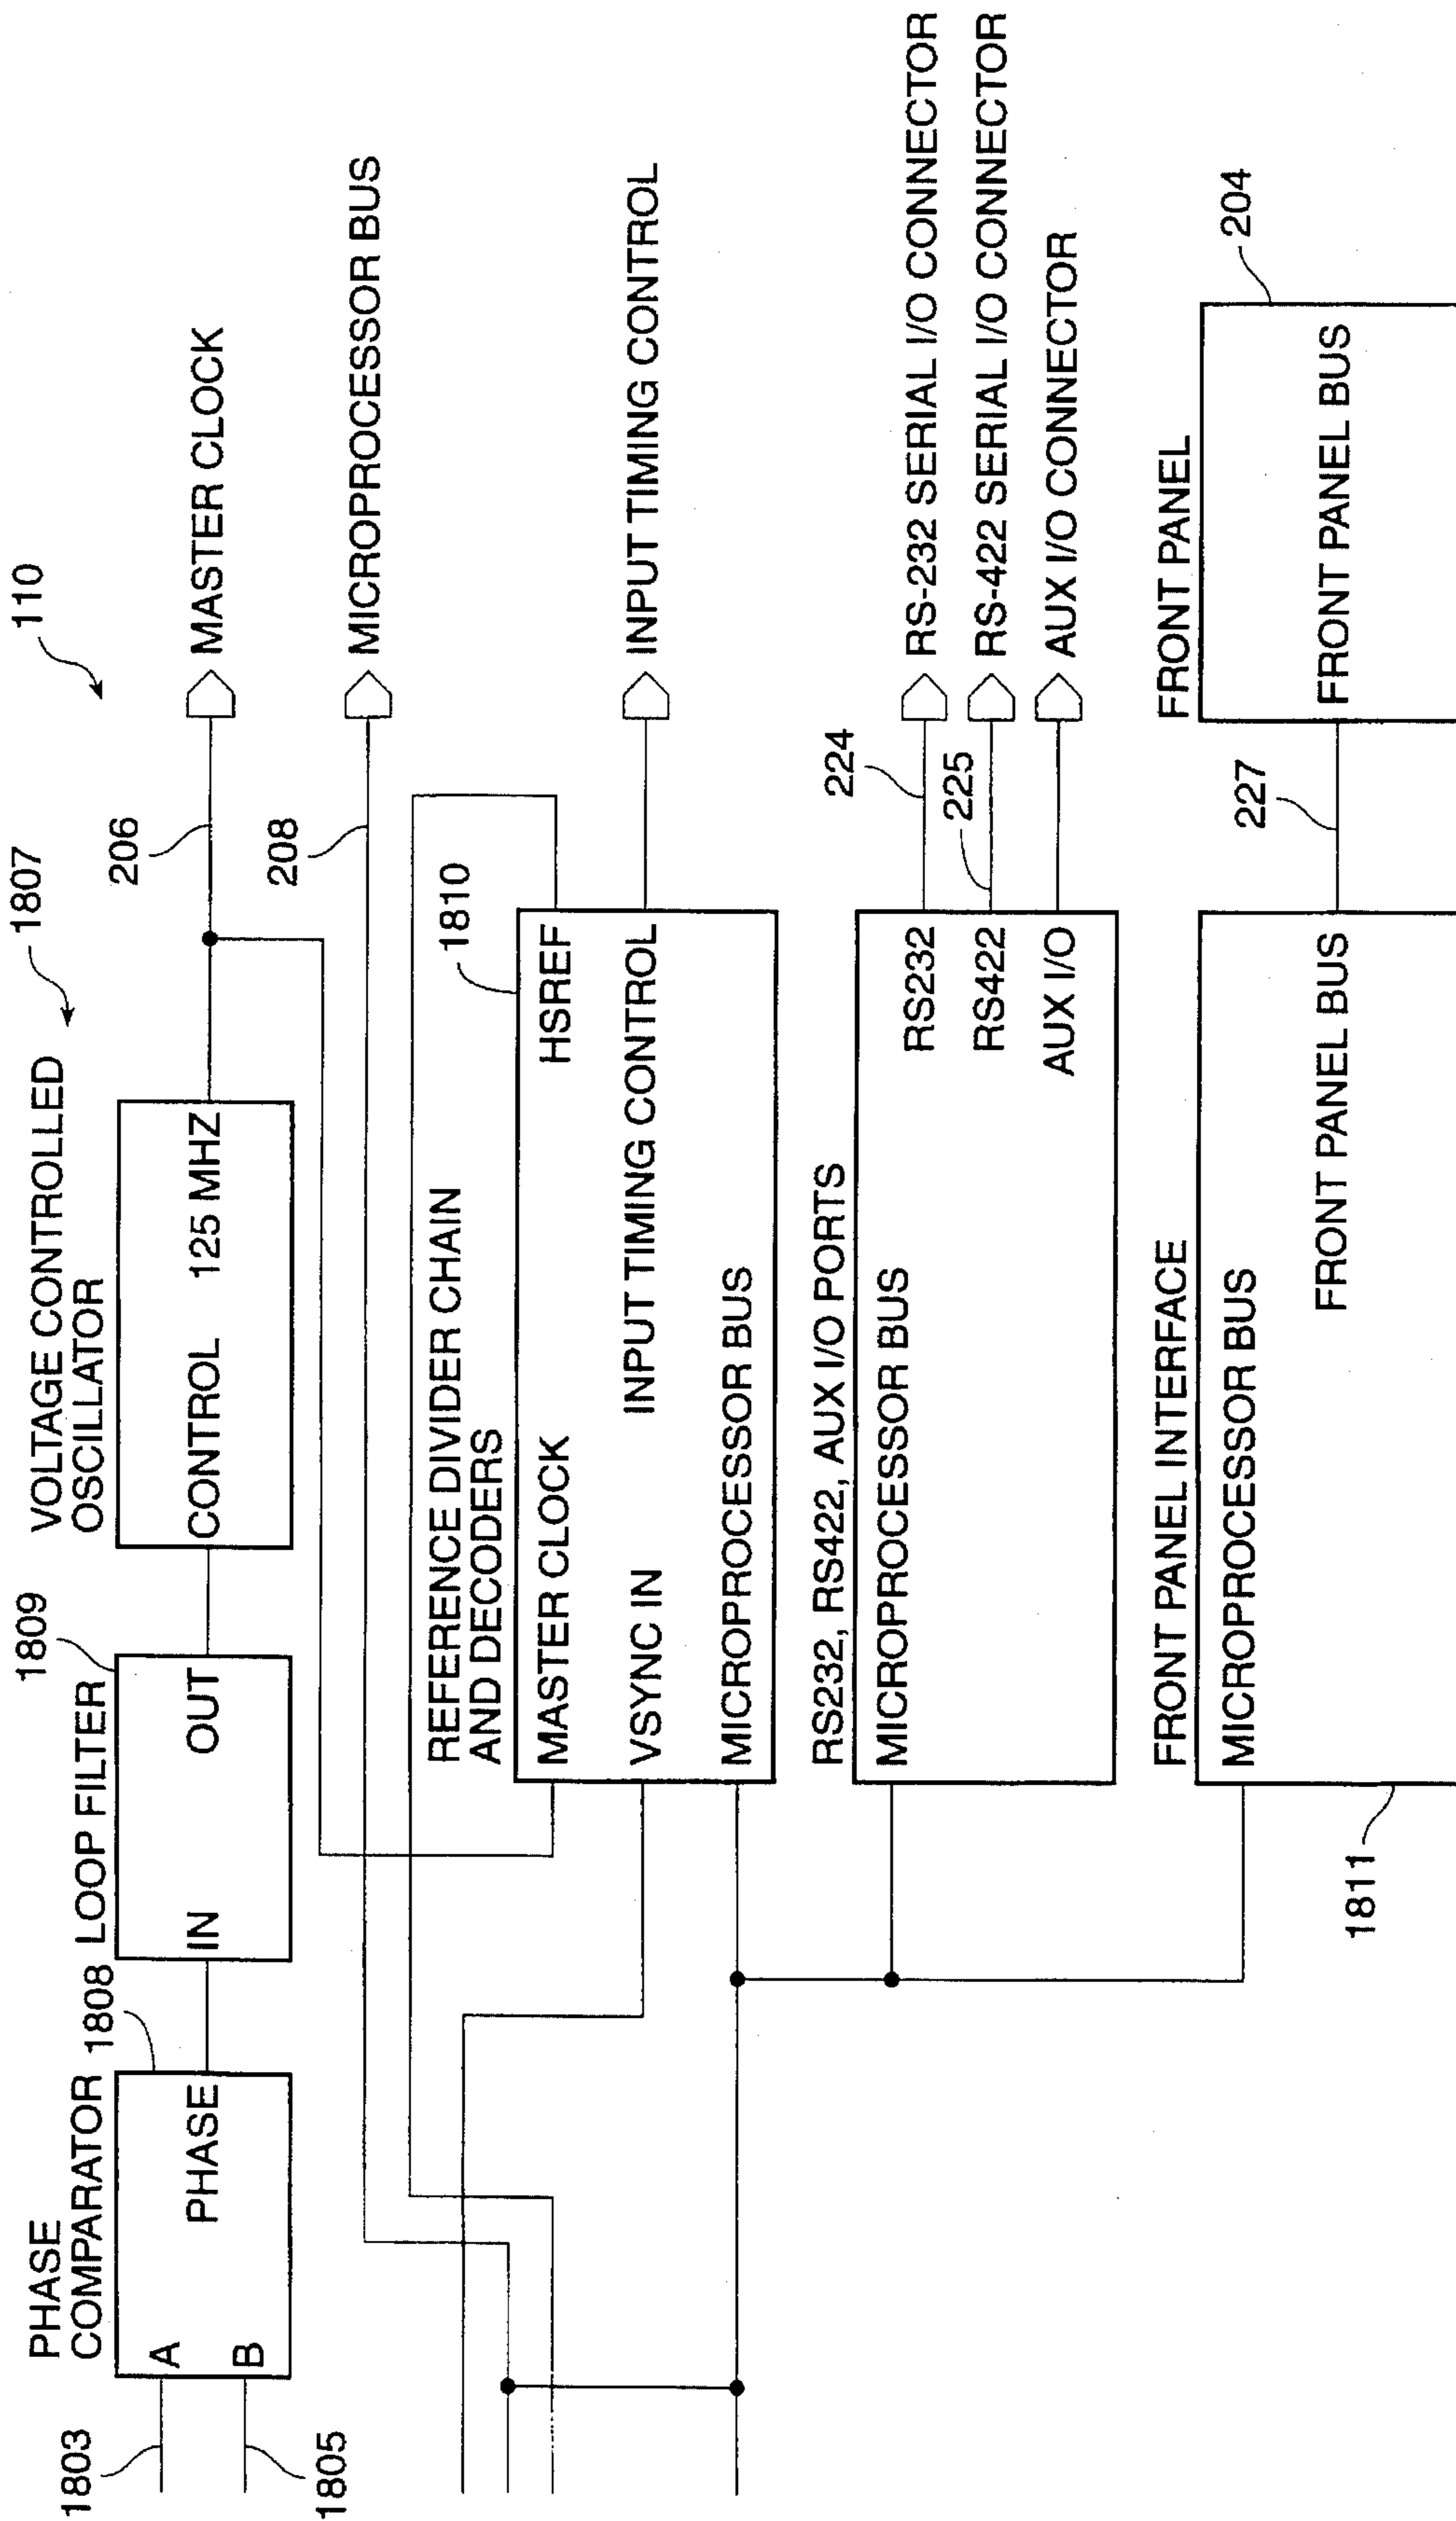 110
1803
1805
PHASE
COMPARATOR
1808
A
B
PHASE
LOOP FILTER
1809
IN
OUT
VOLTAGE CONTROLLED
OSCILLATOR
1807
CONTROL
125 MHZ
206
MASTER CLOCK
208
MICROPROCESSOR BUS
REFERENCE DIVIDER CHAIN
AND DECODERS
1810
MASTER CLOCK
HSREF
VSYNC IN
INPUT TIMING CONTROL
MICROPROCESSOR BUS
INPUT TIMING CONTROL
RS232, RS422, AUX I/O PORTS
MICROPROCESSOR BUS
RS232
RS422
AUX I/O
224
225
RS-232 SERIAL I/O CONNECTOR
RS-422 SERIAL I/O CONNECTOR
AUX I/O CONNECTOR
FRONT PANEL INTERFACE
MICROPROCESSOR BUS
FRONT PANEL BUS
1811
227
FRONT PANEL
204
FRONT PANEL BUS